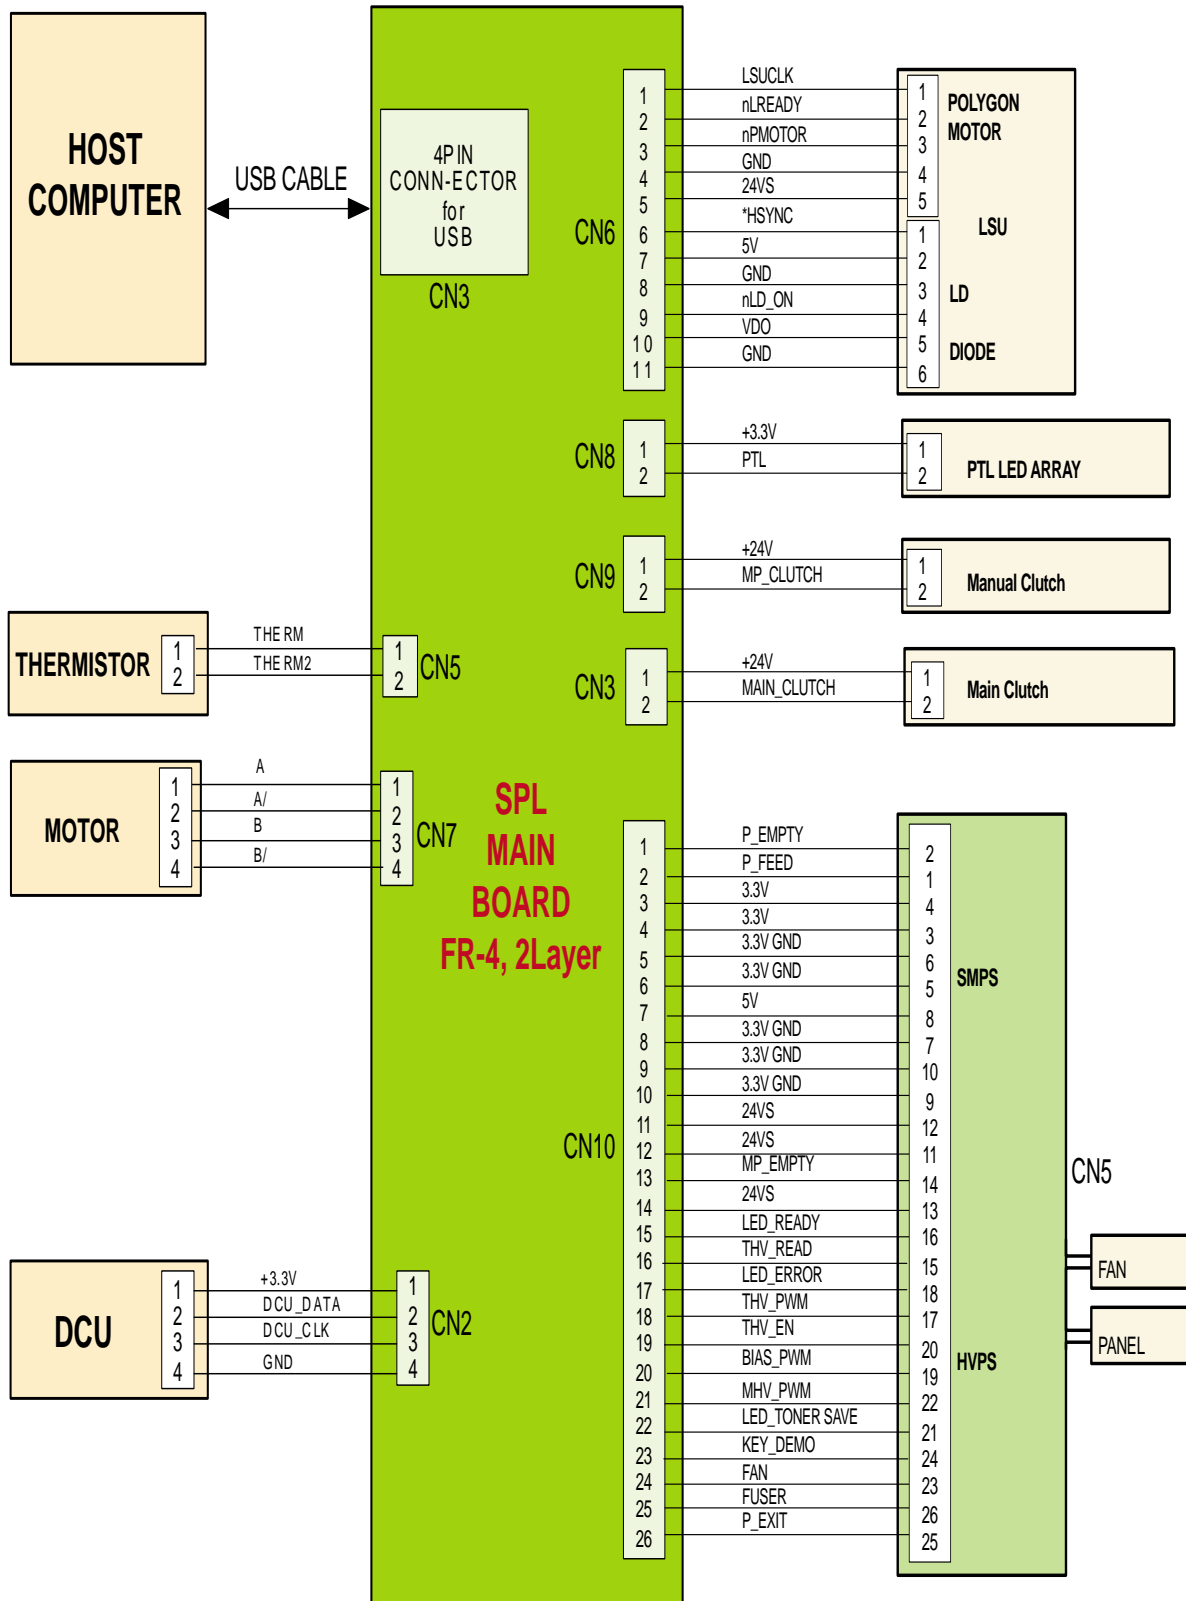 HOST
COMPUTER
USB CABLE
4PIN
CONN-ECTOR
for
USB
CN3
THERMISTOR
1
2
THERM
THERM2
1
2
CN5
MOTOR
1
2
3
4
A
A/
B
B/
1
2
3
4
CN7
DCU
1
2
3
4
+3.3V
DCU_DATA
DCU_CLK
GND
1
2
3
4
CN2
SPL
MAIN
BOARD
FR-4, 2Layer
CN6
1
2
3
4
5
6
7
8
9
10
11
LSUCLK
nLREADY
nPMOTOR
GND
24VS
*HSYNC
5V
GND
nLD_ON
VDO
GND
1
2
3
4
5
1
2
3
4
5
6
POLYGON
MOTOR
LSU
LD
DIODE
CN8
1
2
+3.3V
PTL
1
2
PTL LED ARRAY
CN9
1
2
+24V
MP_CLUTCH
1
2
Manual Clutch
CN3
1
2
+24V
MAIN_CLUTCH
1
2
Main Clutch
CN10
1
2
3
4
5
6
7
8
9
10
11
12
13
14
15
16
17
18
19
20
21
22
23
24
25
26
P_EMPTY
P_FEED
3.3V
3.3V
3.3V GND
3.3V GND
5V
3.3V GND
3.3V GND
3.3V GND
24VS
24VS
MP_EMPTY
24VS
LED_READY
THV_READ
LED_ERROR
THV_PWM
THV_EN
BIAS_PWM
MHV_PWM
LED_TONER SAVE
KEY_DEMO
FAN
FUSER
P_EXIT
2
1
4
3
6
5
8
7
10
9
12
11
14
13
16
15
18
17
20
19
22
21
24
23
26
25
SMPS
HVPS
CN5
FAN
PANEL